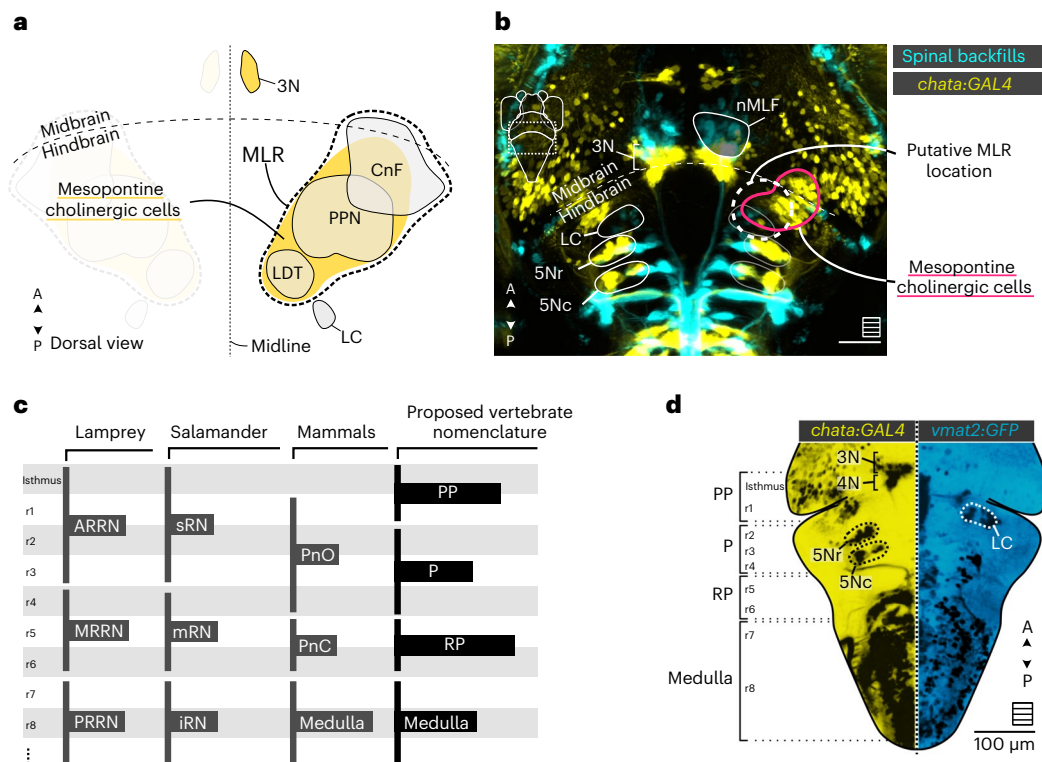 a
3N
Midbrain
Hindbrain
MLR
CnF
Mesopontine
cholinergic cells
PPN
LDT
LC
A
P
Dorsal view
Midline
b
Spinal backfills
chata:GAL4
nMLF
3N
Midbrain
Hindbrain
Putative MLR
location
LC
5Nr
5Nc
Mesopontine
cholinergic cells
A
P
c
Lamprey
Salamander
Mammals
Proposed vertebrate
nomenclature
Isthmus
PP
r1
ARRN
sRN
r2
PnO
r3
P
r4
MRRN
mRN
r5
PnC
RP
r6
r7
PRRN
iRN
Medulla
Medulla
r8
...
d
chata:GAL4
vmat2:GFP
3N
4N
PP
Isthmus
r1
LC
P
r2
r3
r4
5Nr
5Nc
RP
r5
r6
r7
Medulla
r8
A
P
100 µm